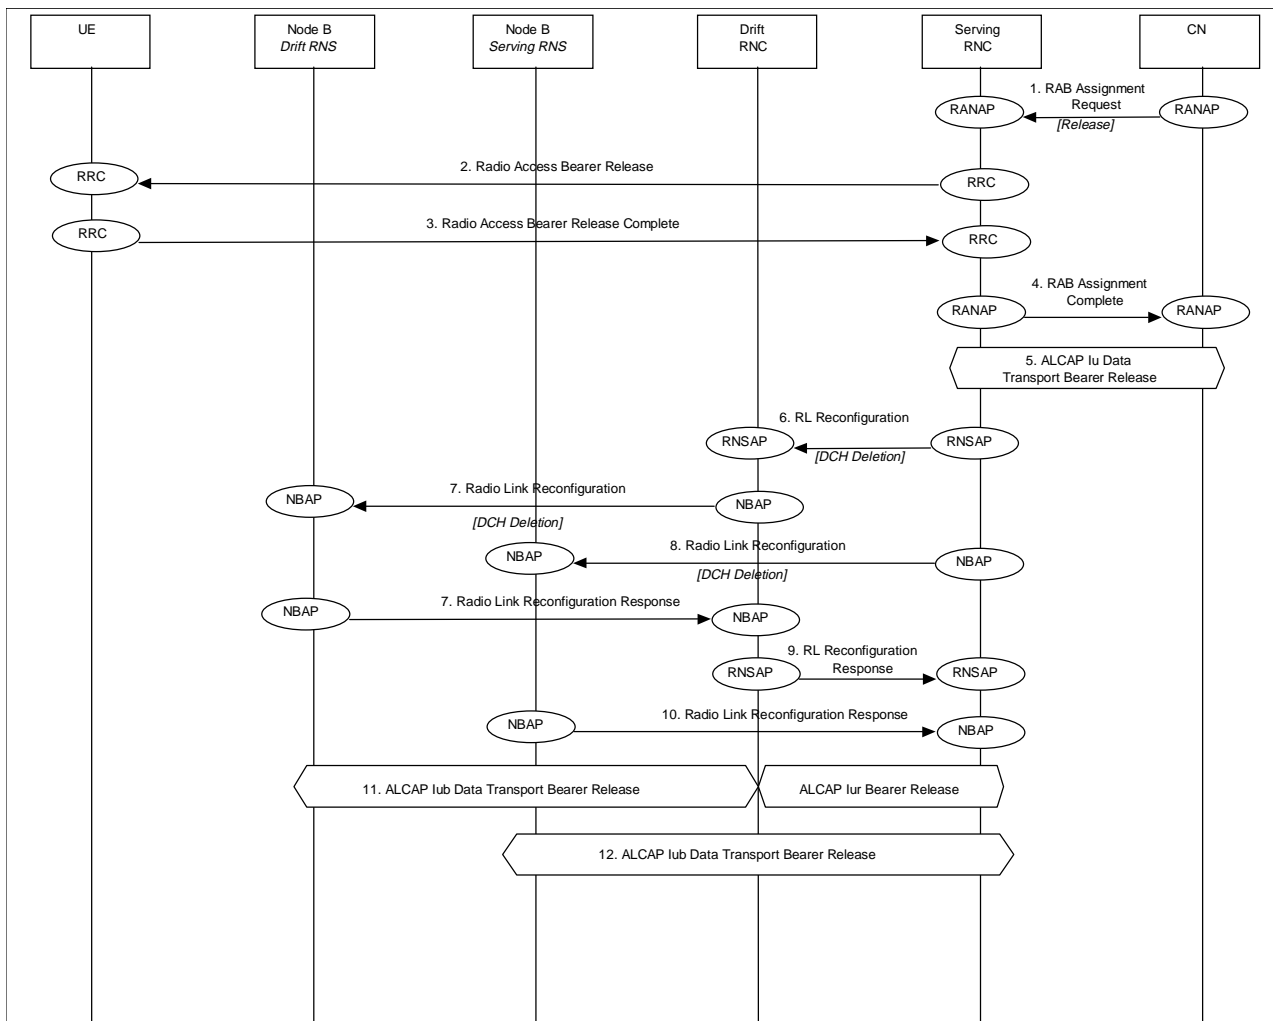 UE
Node B
Drift RNS
Node B
Serving RNS
Drift
RNC
Serving
RNC
CN
1. RAB Assignment
Request
[Release]
RANAP
RANAP
2. Radio Access Bearer Release
RRC
RRC
3. Radio Access Bearer Release Complete
RRC
RRC
4. RAB Assignment
Complete
RANAP
RANAP
5. ALCAP Iu Data
Transport Bearer Release
6. RL Reconfiguration
RNSAP
RNSAP
[DCH Deletion]
7. Radio Link Reconfiguration
NBAP
NBAP
[DCH Deletion]
8. Radio Link Reconfiguration
NBAP
NBAP
[DCH Deletion]
7. Radio Link Reconfiguration Response
NBAP
NBAP
9. RL Reconfiguration
Response
RNSAP
RNSAP
10. Radio Link Reconfiguration Response
NBAP
NBAP
11. ALCAP Iub Data Transport Bearer Release
ALCAP Iur Bearer Release
12. ALCAP Iub Data Transport Bearer Release